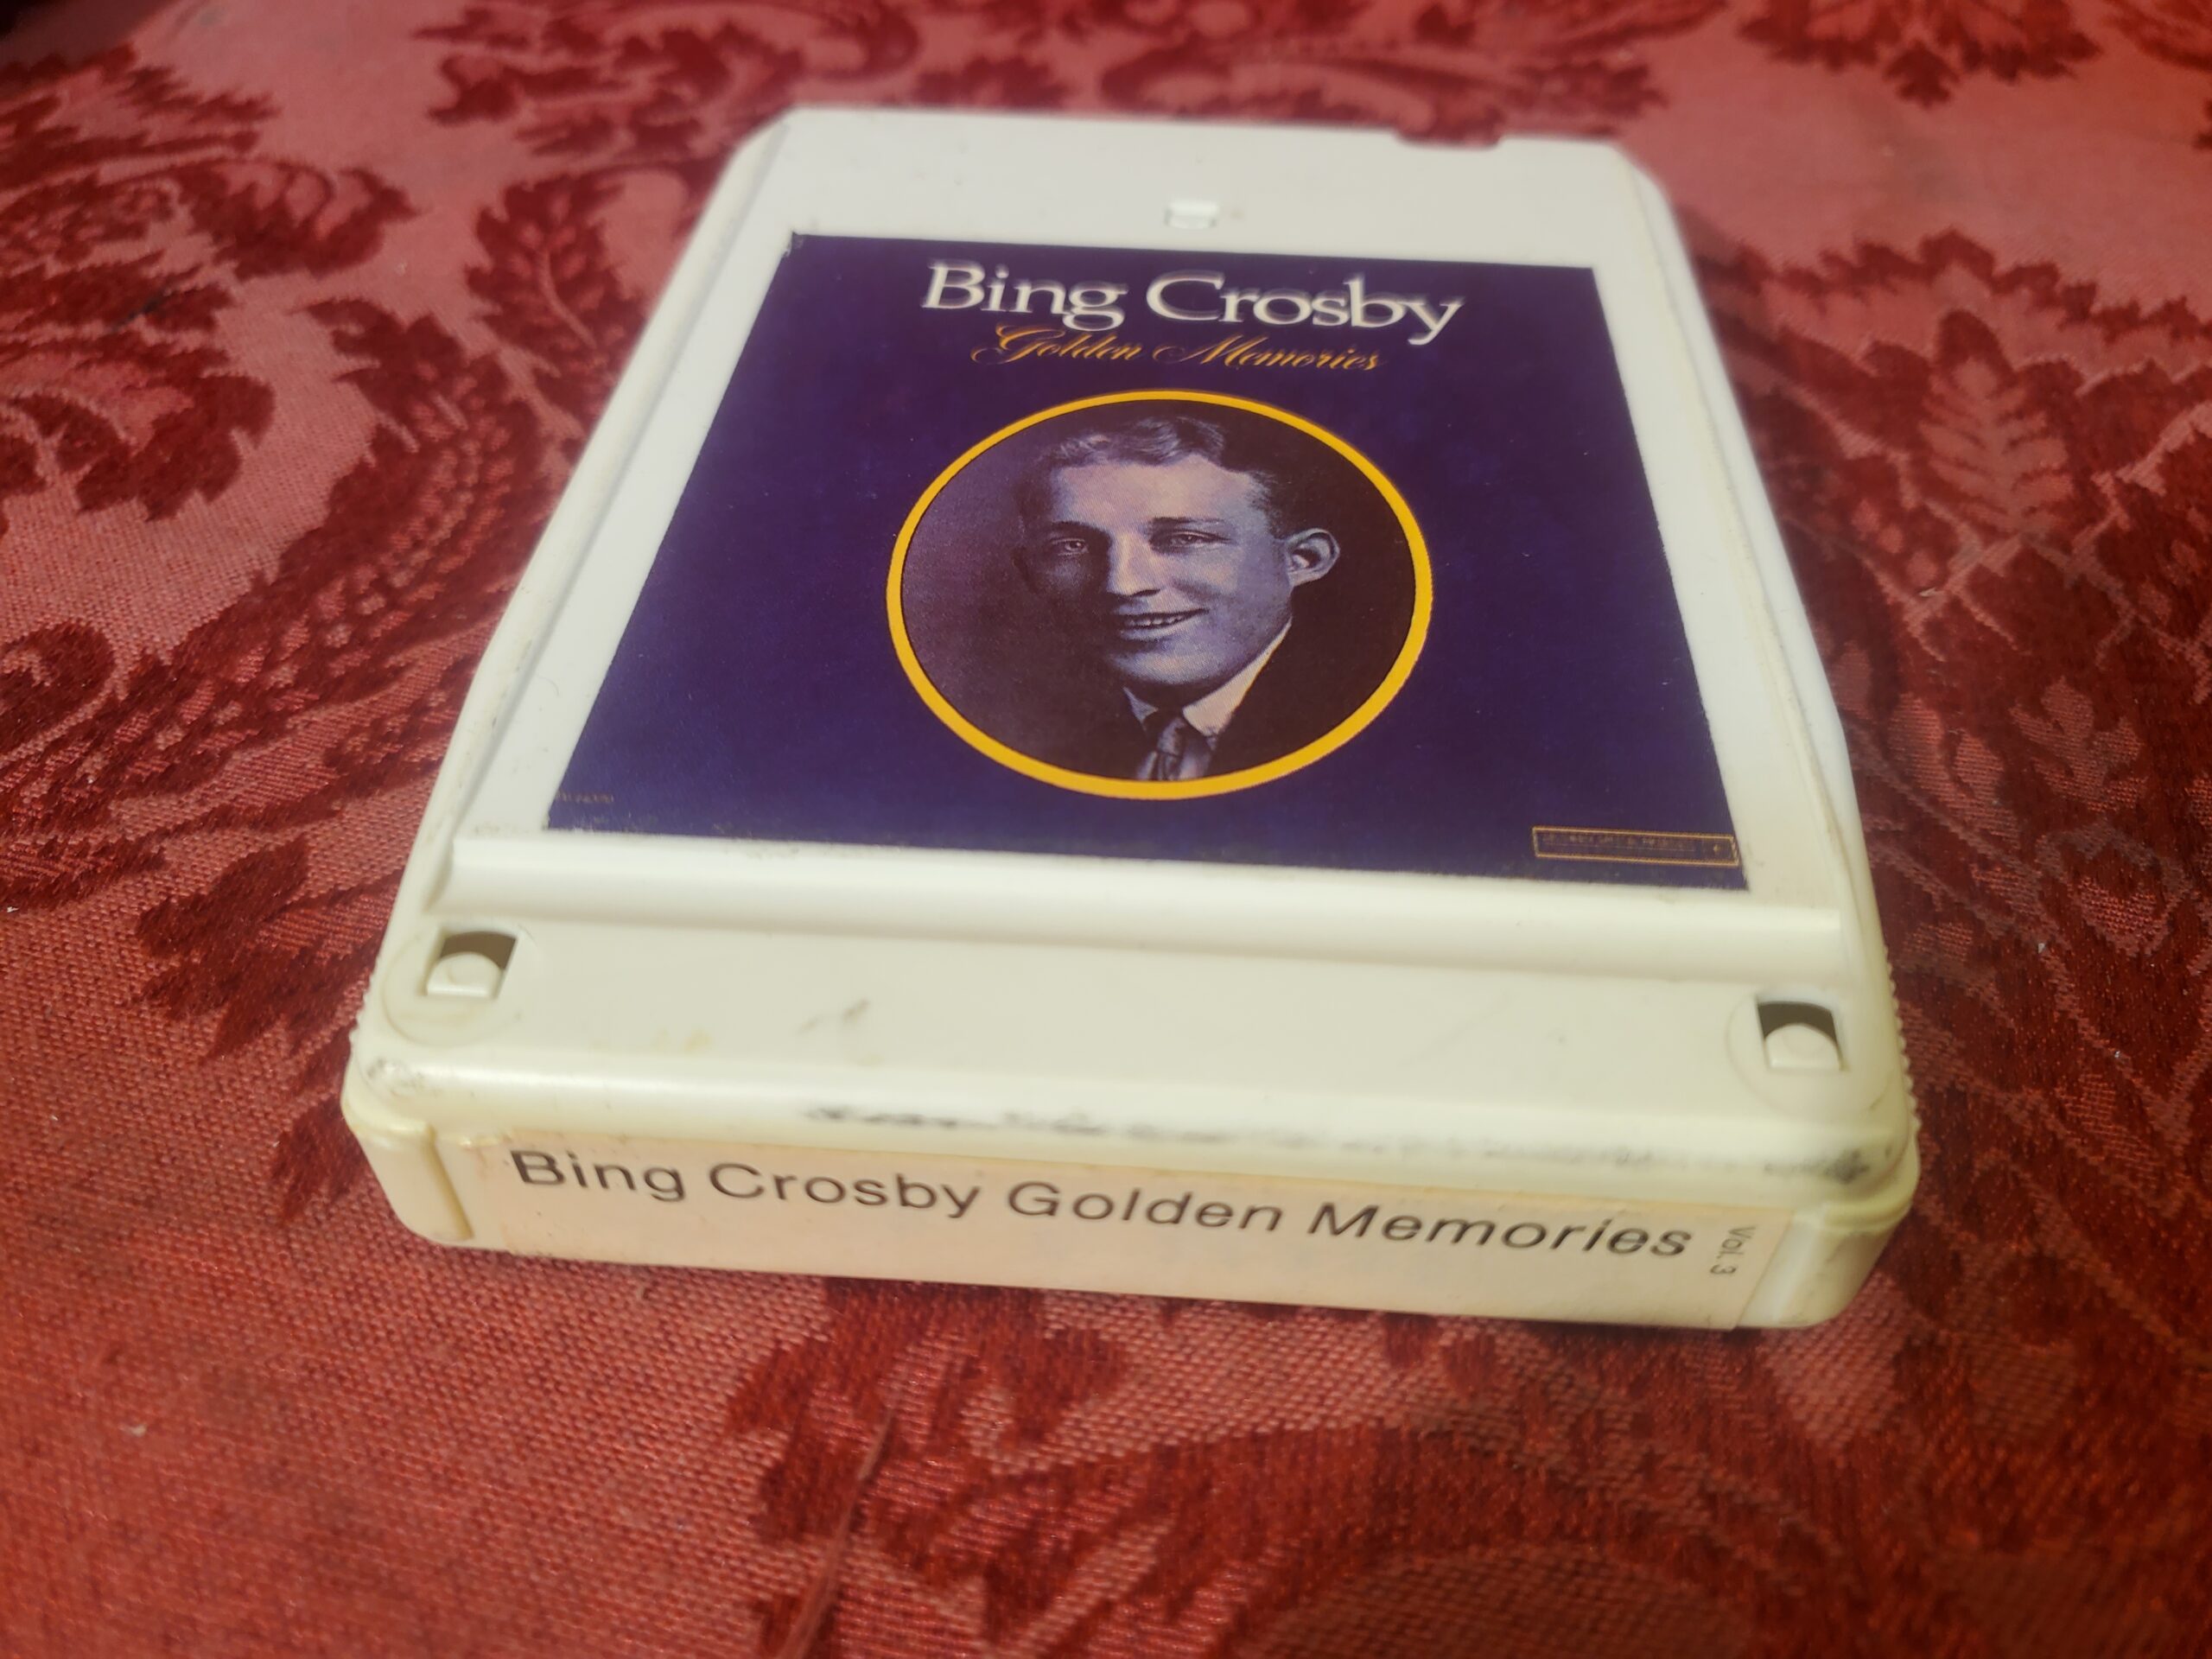 Bing Crosby
Golden Memories
Bing Crosby Golden Memories
Vol. 3